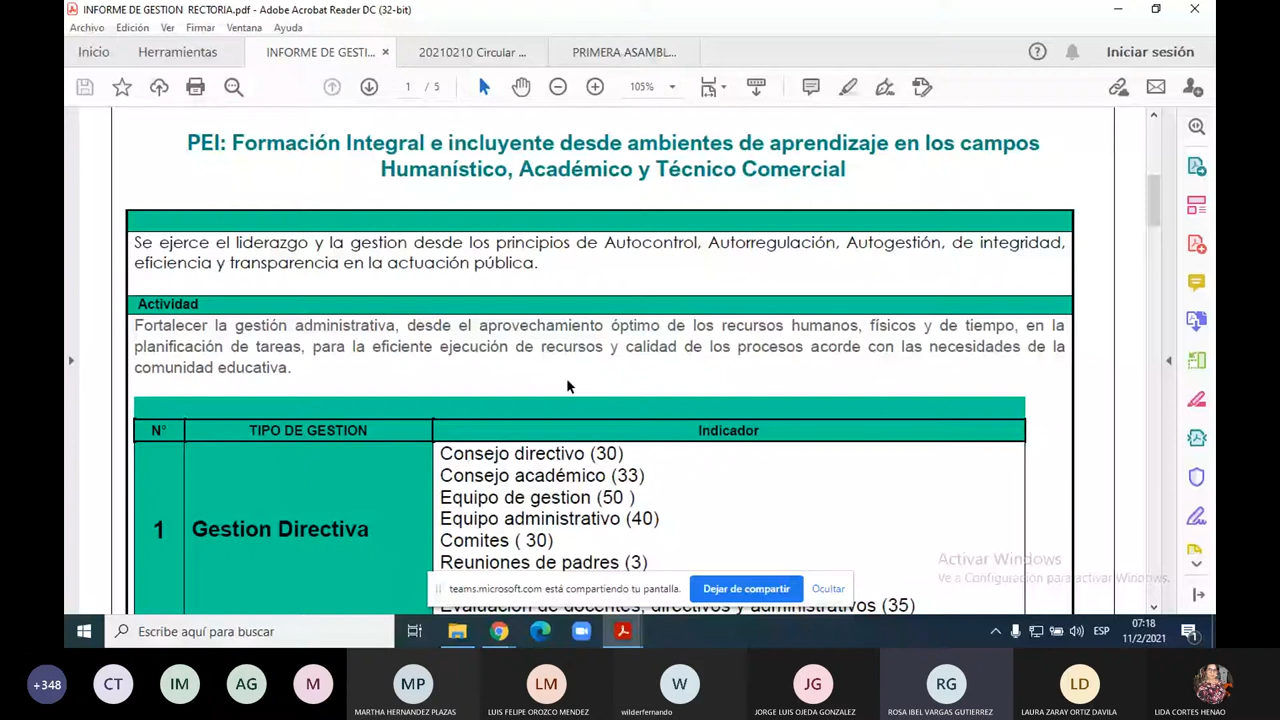 INFORME DE GESTION RECTORIA.pdf - Adobe Acrobat Reader DC (32-bit)
Archivo Edición Ver Firmar Ventana Ayuda
Inicio Herramientas INFORME DE GESTI... × 20210210 Circular ... PRIMERA ASAMBL... Iniciar sesión
1 / 5 105%
PEI: Formación Integral e incluyente desde ambientes de aprendizaje en los campos
Humanístico, Académico y Técnico Comercial
Se ejerce el liderazgo y la gestion desde los principios de Autocontrol, Autorregulación, Autogestión, de integridad,
eficiencia y transparencia en la actuación pública.
Actividad
Fortalecer la gestión administrativa, desde el aprovechamiento óptimo de los recursos humanos, físicos y de tiempo, en la
planificación de tareas, para la eficiente ejecución de recursos y calidad de los procesos acorde con las necesidades de la
comunidad educativa.
N° TIPO DE GESTION Indicador
Consejo directivo (30)
Consejo académico (33)
Equipo de gestion (50 )
Equipo administrativo (40)
1 Gestion Directiva
Comites ( 30)
Reuniones de padres (3)
Activar Windows
Ve a Configuración para activar Windows.
teams.microsoft.com está compartiendo tu pantalla. Dejar de compartir Ocultar
Evaluación de docentes, directivos y administrativos (35)
Escribe aquí para buscar
ESP
07:18
11/2/2021
1
+348 CT IM AG M MP LM W JG RG LD
MARTHA HERNANDEZ PLAZAS LUIS FELIPE OROZCO MENDEZ wilderfernando JORGE LUIS OJEDA GONZALEZ ROSA IBEL VARGAS GUTIERREZ LAURA ZARAY ORTIZ DAVILA LIDA CORTES HENAO